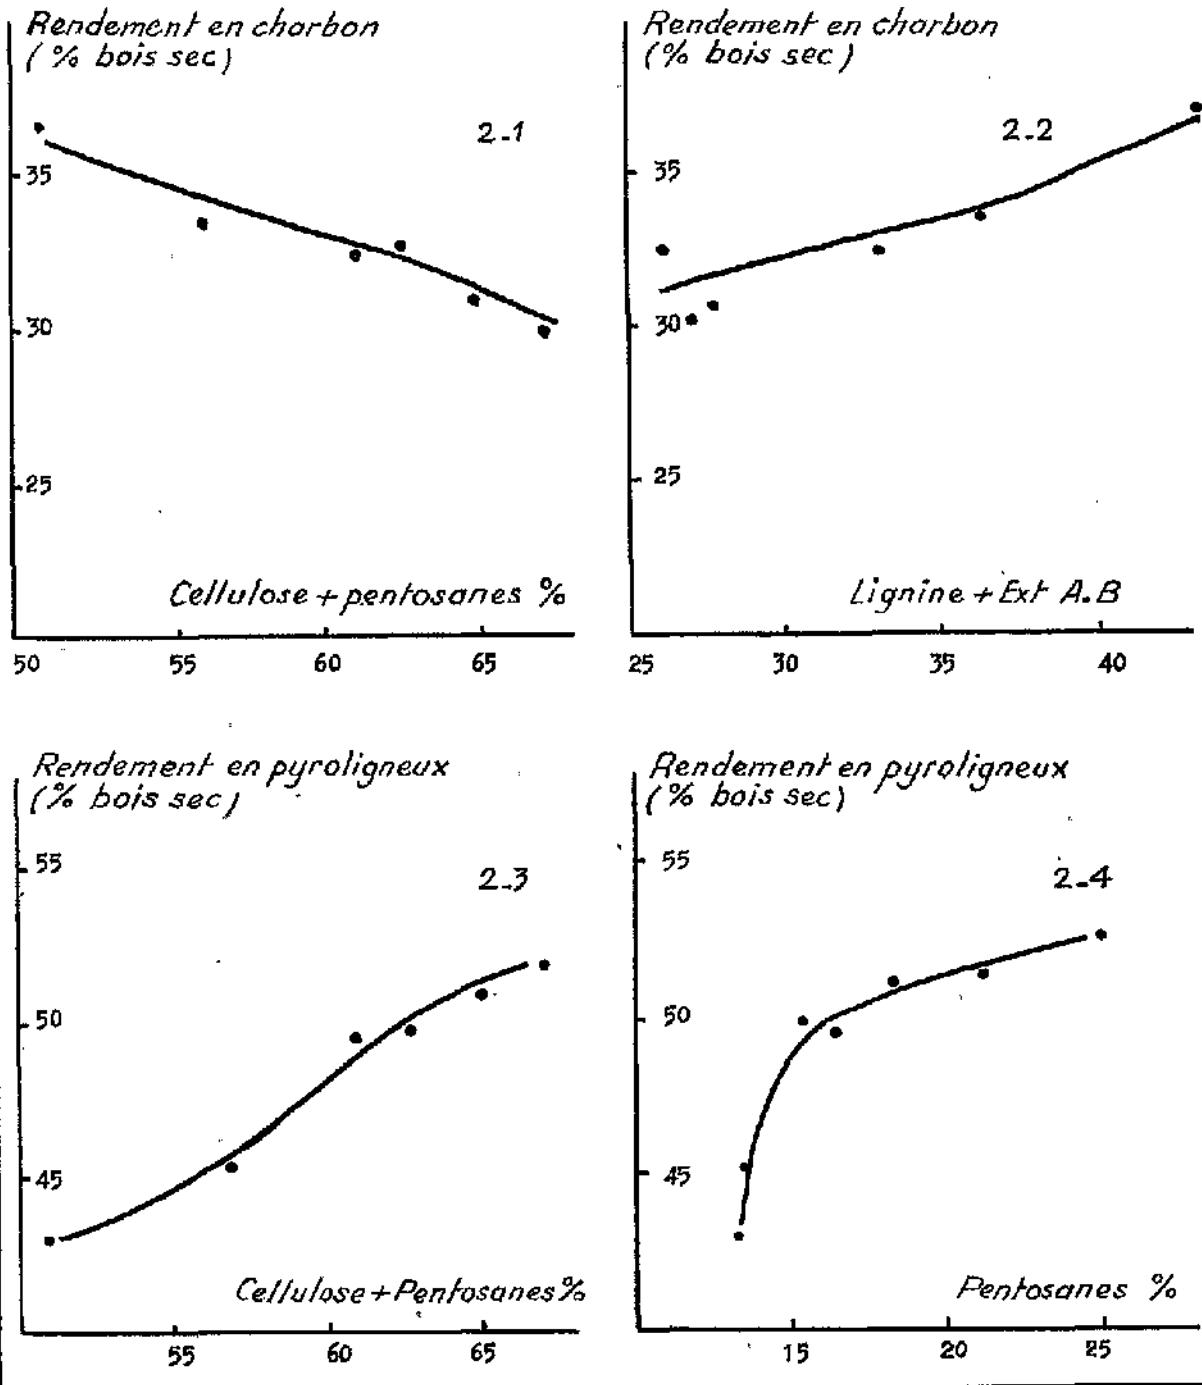 Rendement en charbon
(% bois sec)
2-1
35
30
25
Cellulose + pentosanes %
50 55 60 65
Rendement en charbon
(% bois sec)
2-2
35
30
25
Lignine + Ext A.B
25 30 35 40
Rendement en pyroligneux
(% bois sec)
55
2-3
50
45
Cellulose + Pentosanes %
55 60 65
Rendement en pyroligneux
(% bois sec)
55
2-4
50
45
Pentosanes %
15 20 25